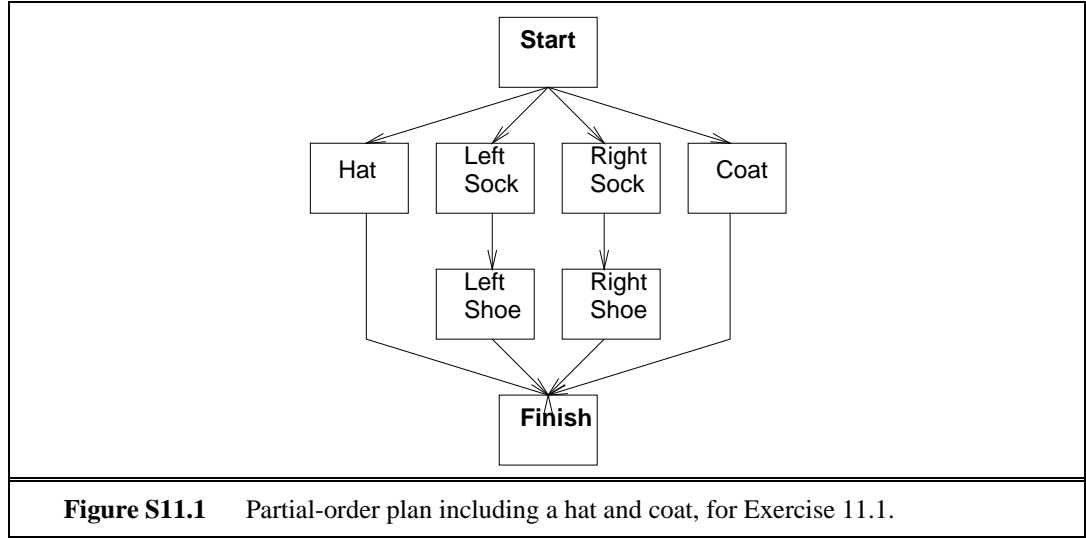 Start
Hat
Left
Sock
Right
Sock
Coat
Left
Shoe
Right
Shoe
Finish
Figure S11.1 Partial-order plan including a hat and coat, for Exercise 11.1.